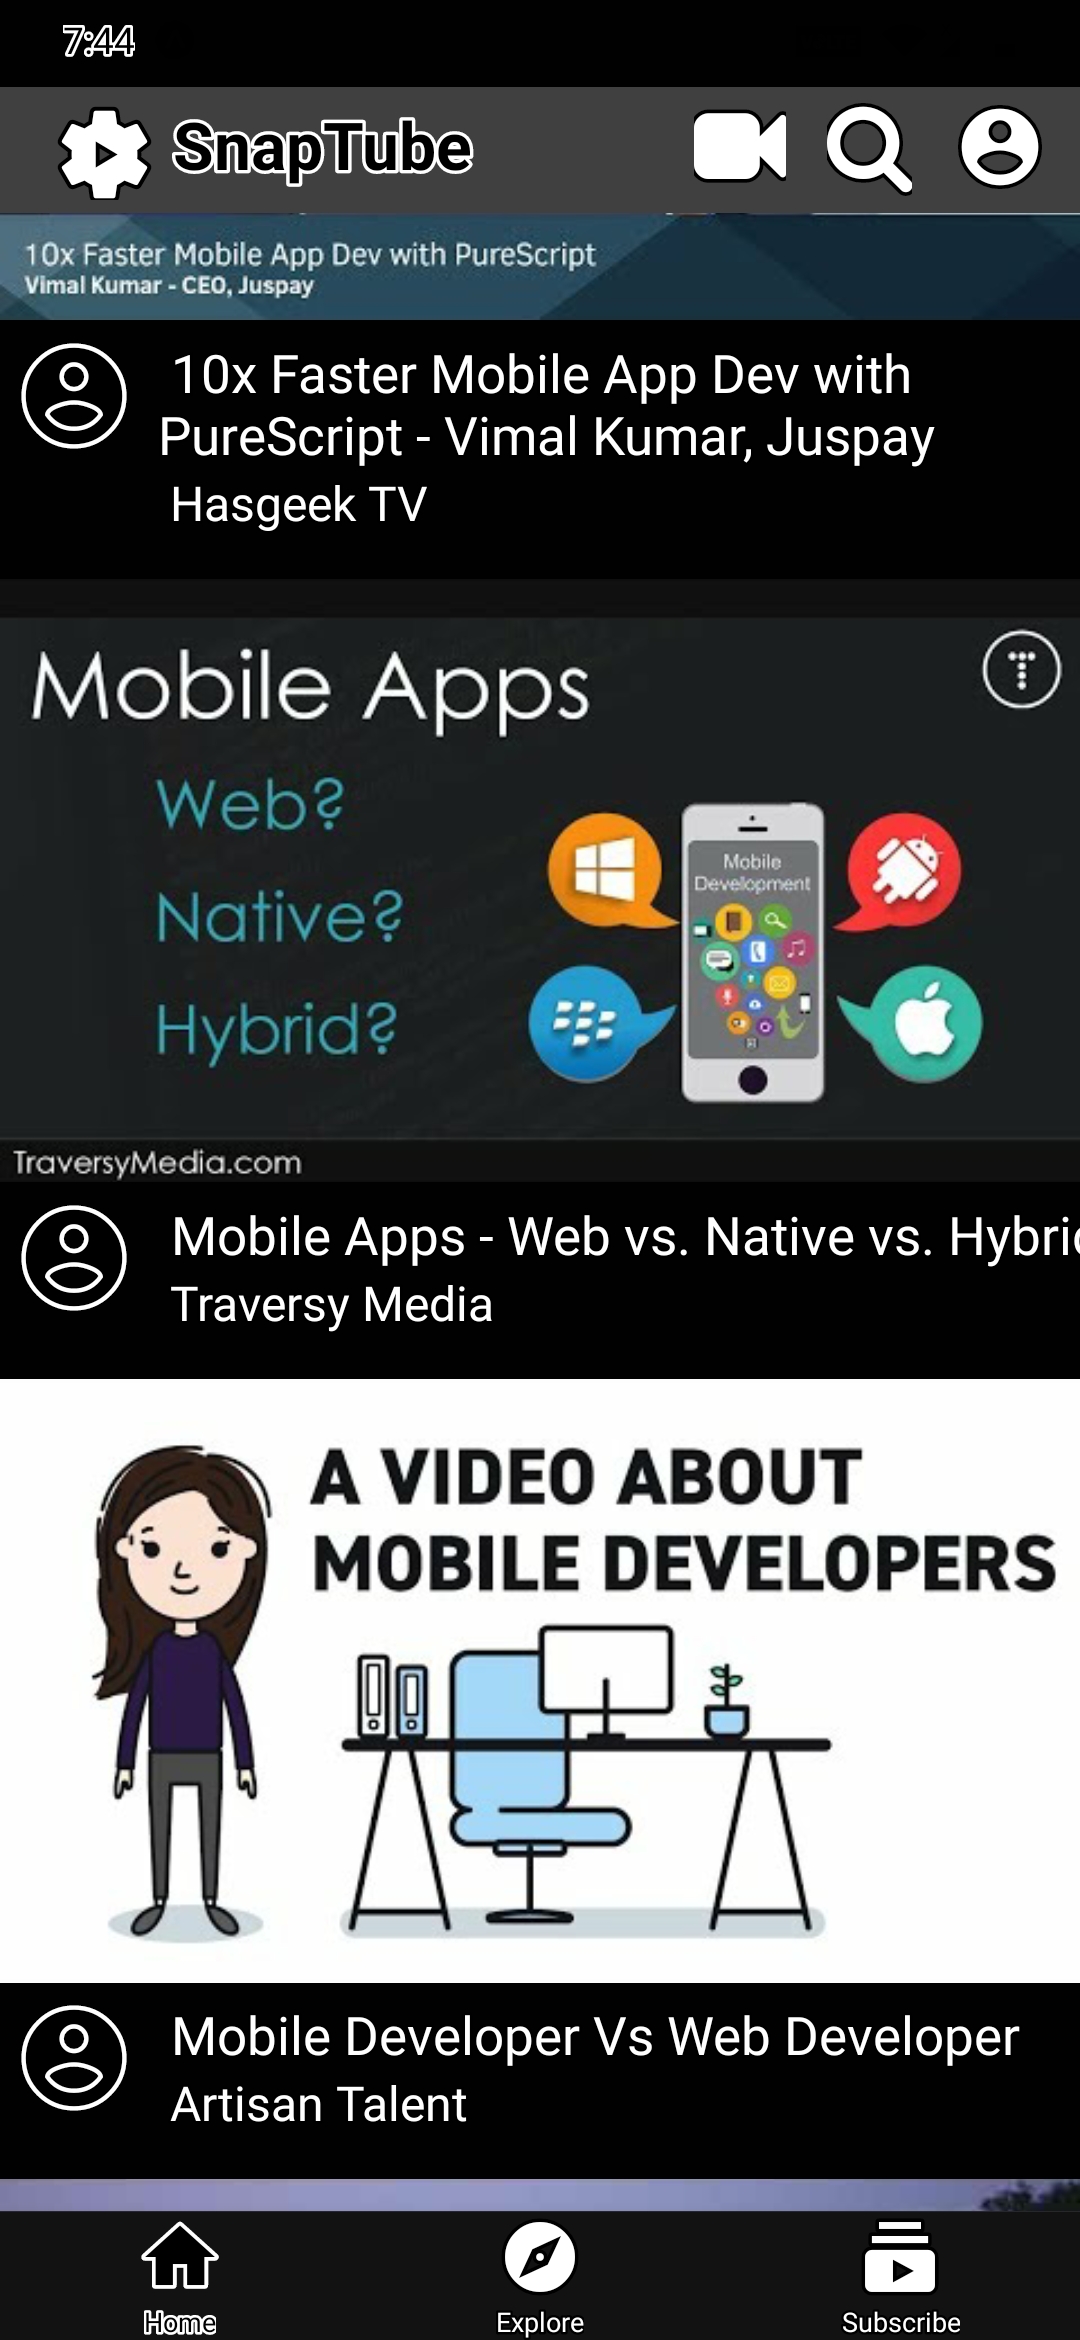 7:44
SnapTube
10x Faster Mobile App Dev with PureScript
Vimal Kumar - CEO, Juspay
10x Faster Mobile App Dev with
PureScript - Vimal Kumar, Juspay
Hasgeek TV
Mobile Apps
Web?
Native?
Hybrid?
Mobile
Development
TraversyMedia.com
Mobile Apps - Web vs. Native vs. Hybri
Traversy Media
A VIDEO ABOUT
MOBILE DEVELOPERS
Mobile Developer Vs Web Developer
Artisan Talent
Home
Explore
Subscribe